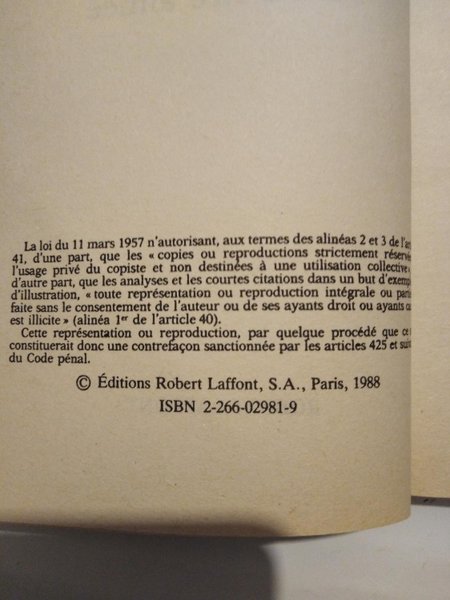 La loi du 11 mars 1957 n'autorisant, aux termes des alinéas 2 et 3 de l'
41, d'une part, que les « copies ou reproductions strictement
l'usage privé du copiste et non destinées à une utilisation collective
d'autre part, que les analyses et les courtes citations dans un but
d'illustration, « toute représentation ou reproduction intégrale ou
faite sans le consentement de l'auteur ou de ses ayants droit ou ayants
est illicite » (alinéa 1er de l'article 40).
Cette représentation ou reproduction, par quelque procédé que ce
constituerait donc une contrefaçon sanctionnée par les articles 425 et
du Code pénal.
© Éditions Robert Laffont, S.A., Paris, 1988
ISBN 2-266-02981-9